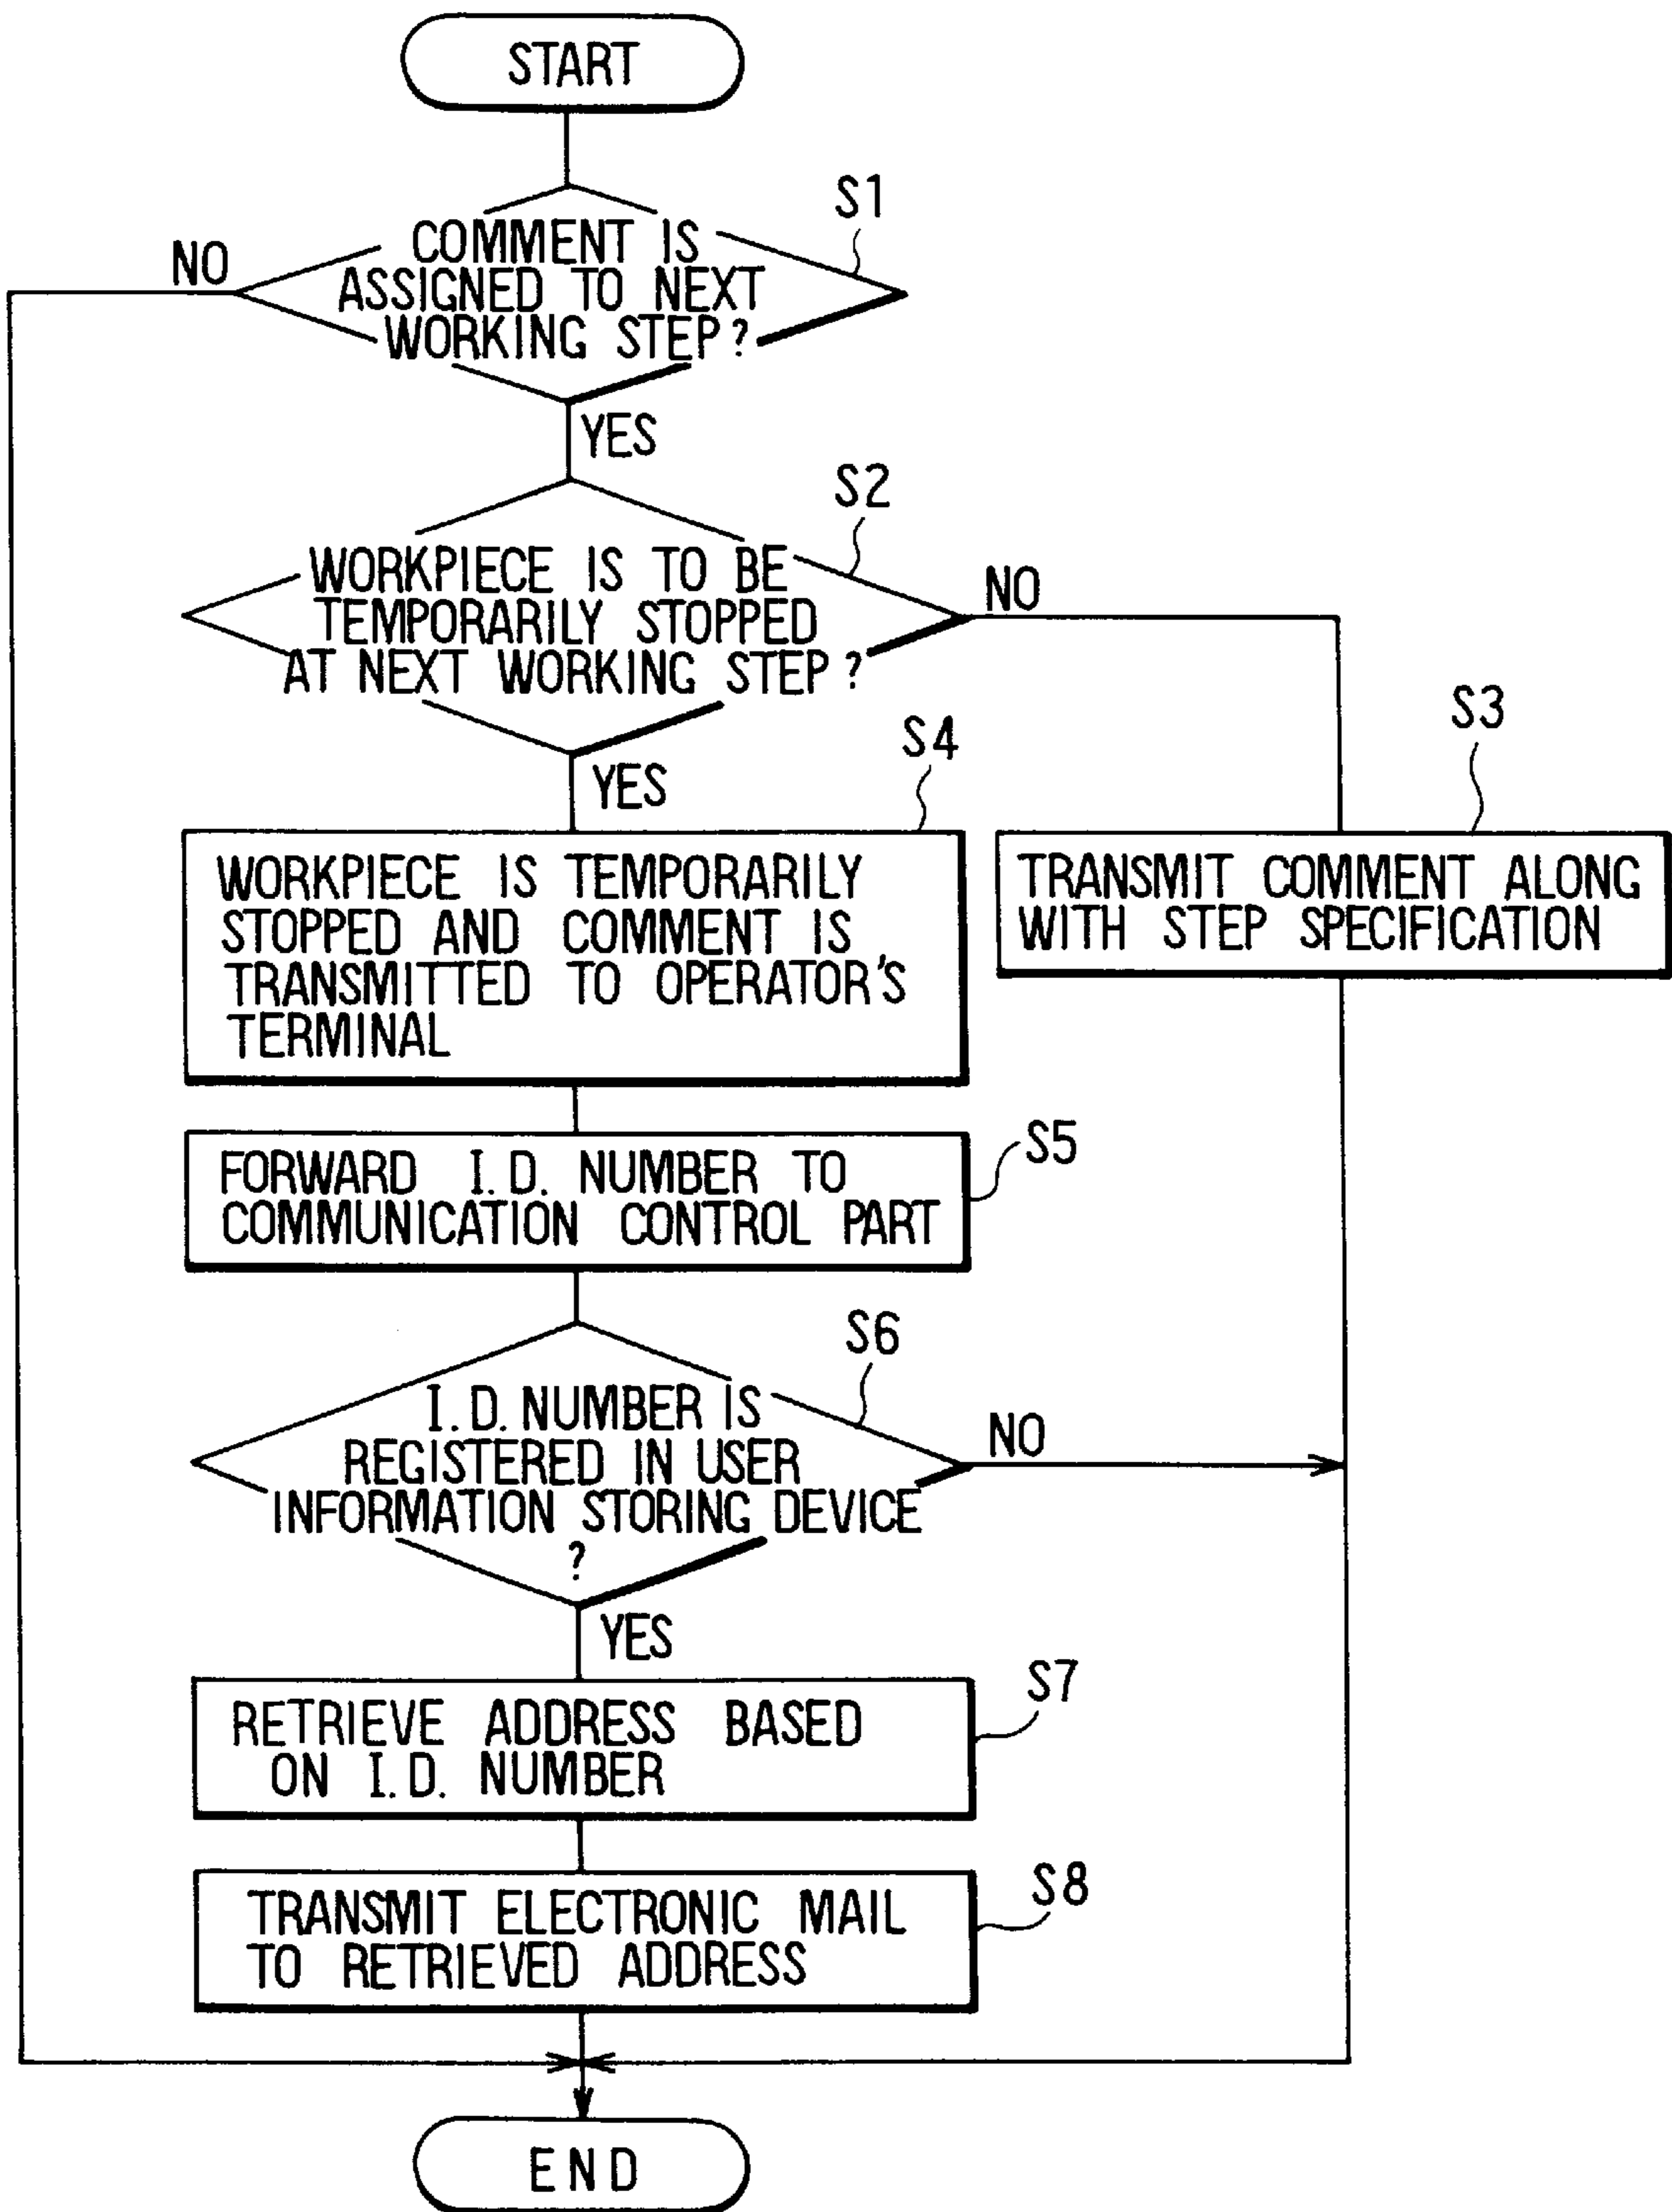 START
S1
NO
COMMENT IS
ASSIGNED TO NEXT
WORKING STEP?
YES
S2
WORKPIECE IS TO BE
TEMPORARILY STOPPED
AT NEXT WORKING STEP?
NO
YES
S4
S3
WORKPIECE IS TEMPORARILY
STOPPED AND COMMENT IS
TRANSMITTED TO OPERATOR'S
TERMINAL
TRANSMIT COMMENT ALONG
WITH STEP SPECIFICATION
S5
FORWARD I.D. NUMBER TO
COMMUNICATION CONTROL PART
S6
I.D. NUMBER IS
REGISTERED IN USER
INFORMATION STORING DEVICE
?
NO
YES
S7
RETRIEVE ADDRESS BASED
ON I.D. NUMBER
S8
TRANSMIT ELECTRONIC MAIL
TO RETRIEVED ADDRESS
END